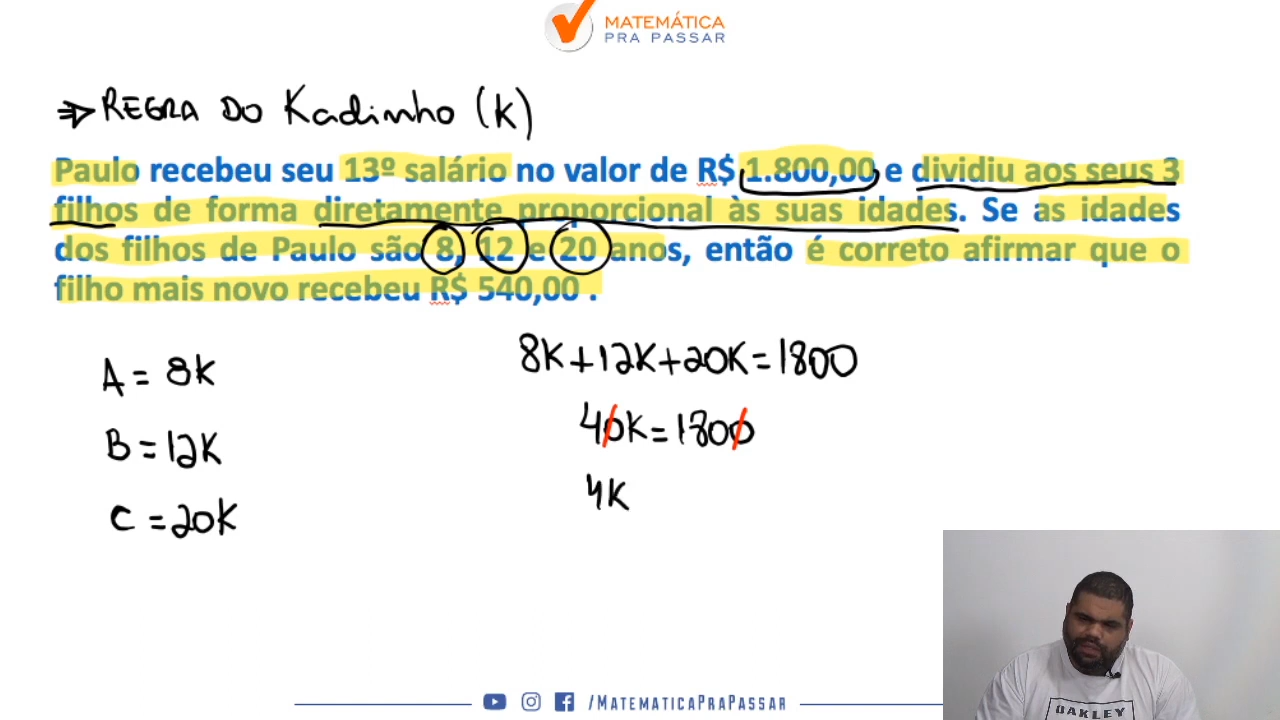 MATEMÁTICA
PRA PASSAR
⇒ REGRA DO Kadinho (K)
Paulo recebeu seu 13º salário no valor de R$ 1.800,00 e dividiu aos seus 3
filhos de forma diretamente proporcional às suas idades. Se as idades
dos filhos de Paulo são 8, 12 e 20 anos, então é correto afirmar que o
filho mais novo recebeu R$ 540,00 .
8K+12K+20K=1800
A = 8K
40K=1800
B = 12K
4K
C = 20K
OAKLEY
/MATEMATICAPRAPASSAR